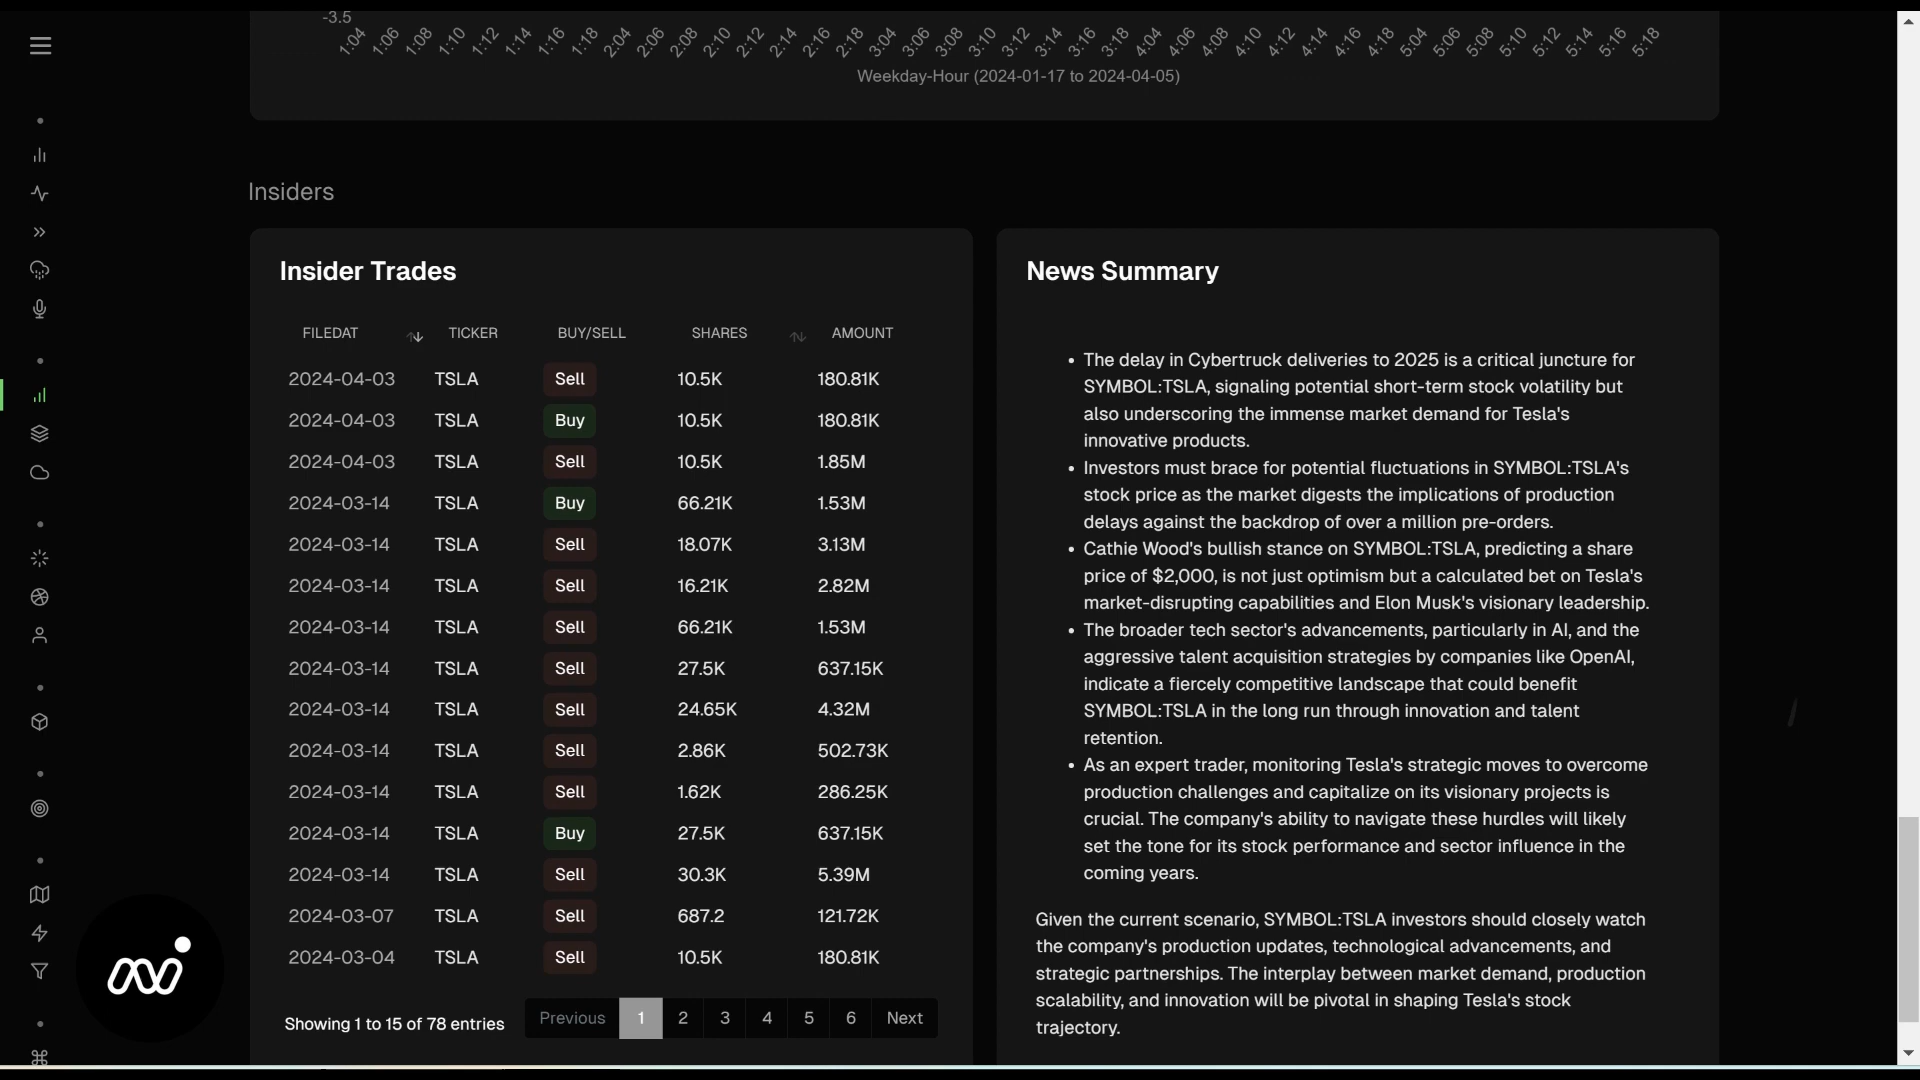 -3.5
1:04 1:06 1:08 1:10 1:12 1:14 1:16 1:18 2:04 2:06 2:08 2:10 2:12 2:14 2:16 2:18 3:04 3:06 3:08 3:10 3:12 3:14 3:16 3:18 4:04 4:06 4:08 4:10 4:12 4:14 4:16 4:18 5:04 5:06 5:08 5:10 5:12 5:14 5:16 5:18
Weekday-Hour (2024-01-17 to 2024-04-05)
Insiders
Insider Trades
FILEDAT TICKER BUY/SELL SHARES AMOUNT
2024-04-03 TSLA Sell 10.5K 180.81K
2024-04-03 TSLA Buy 10.5K 180.81K
2024-04-03 TSLA Sell 10.5K 1.85M
2024-03-14 TSLA Buy 66.21K 1.53M
2024-03-14 TSLA Sell 18.07K 3.13M
2024-03-14 TSLA Sell 16.21K 2.82M
2024-03-14 TSLA Sell 66.21K 1.53M
2024-03-14 TSLA Sell 27.5K 637.15K
2024-03-14 TSLA Sell 24.65K 4.32M
2024-03-14 TSLA Sell 2.86K 502.73K
2024-03-14 TSLA Sell 1.62K 286.25K
2024-03-14 TSLA Buy 27.5K 637.15K
2024-03-14 TSLA Sell 30.3K 5.39M
2024-03-07 TSLA Sell 687.2 121.72K
2024-03-04 TSLA Sell 10.5K 180.81K
Showing 1 to 15 of 78 entries Previous 1 2 3 4 5 6 Next
News Summary
• The delay in Cybertruck deliveries to 2025 is a critical juncture for
SYMBOL:TSLA, signaling potential short-term stock volatility but
also underscoring the immense market demand for Tesla's
innovative products.
• Investors must brace for potential fluctuations in SYMBOL:TSLA's
stock price as the market digests the implications of production
delays against the backdrop of over a million pre-orders.
• Cathie Wood's bullish stance on SYMBOL:TSLA, predicting a share
price of $2,000, is not just optimism but a calculated bet on Tesla's
market-disrupting capabilities and Elon Musk's visionary leadership.
• The broader tech sector's advancements, particularly in AI, and the
aggressive talent acquisition strategies by companies like OpenAI,
indicate a fiercely competitive landscape that could benefit
SYMBOL:TSLA in the long run through innovation and talent
retention.
• As an expert trader, monitoring Tesla's strategic moves to overcome
production challenges and capitalize on its visionary projects is
crucial. The company's ability to navigate these hurdles will likely
set the tone for its stock performance and sector influence in the
coming years.
Given the current scenario, SYMBOL:TSLA investors should closely watch
the company's production updates, technological advancements, and
strategic partnerships. The interplay between market demand, production
scalability, and innovation will be pivotal in shaping Tesla's stock
trajectory.